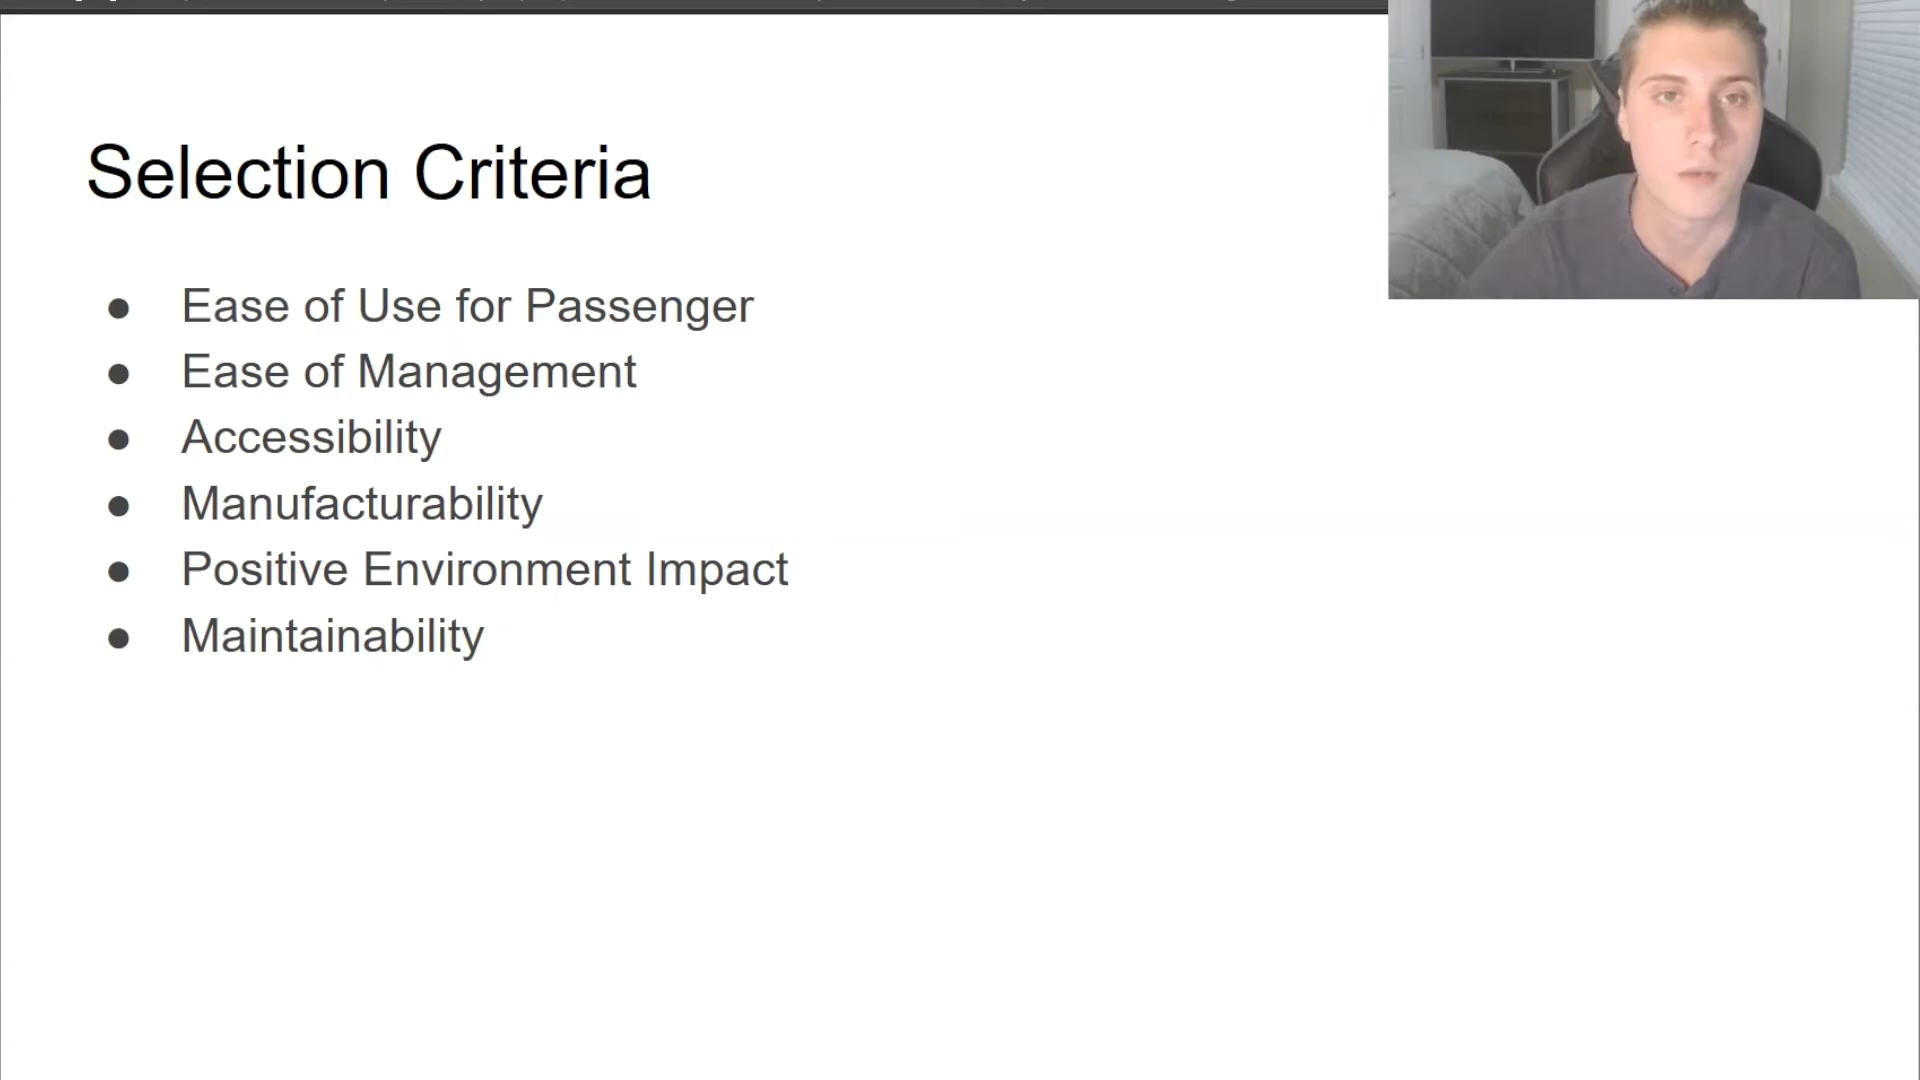 Selection Criteria
● Ease of Use for Passenger
● Ease of Management
● Accessibility
● Manufacturability
● Positive Environment Impact
● Maintainability